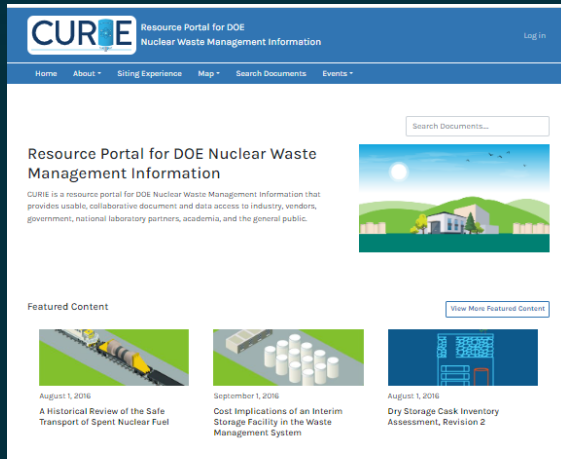 CURIE
Resource Portal for DOE
Nuclear Waste Management Information
Log in
Home About Siting Experience Map Search Documents Events
Search Documents...
Resource Portal for DOE Nuclear Waste
Management Information
CURIE is a resource portal for DOE Nuclear Waste Management Information that
provides usable, collaborative document and data access to industry, vendors,
government, national laboratory partners, academia, and the general public.
Featured Content
View More Featured Content
August 1, 2016
A Historical Review of the Safe
Transport of Spent Nuclear Fuel
September 1, 2016
Cost Implications of an Interim
Storage Facility in the Waste
Management System
August 1, 2016
Dry Storage Cask Inventory
Assessment, Revision 2